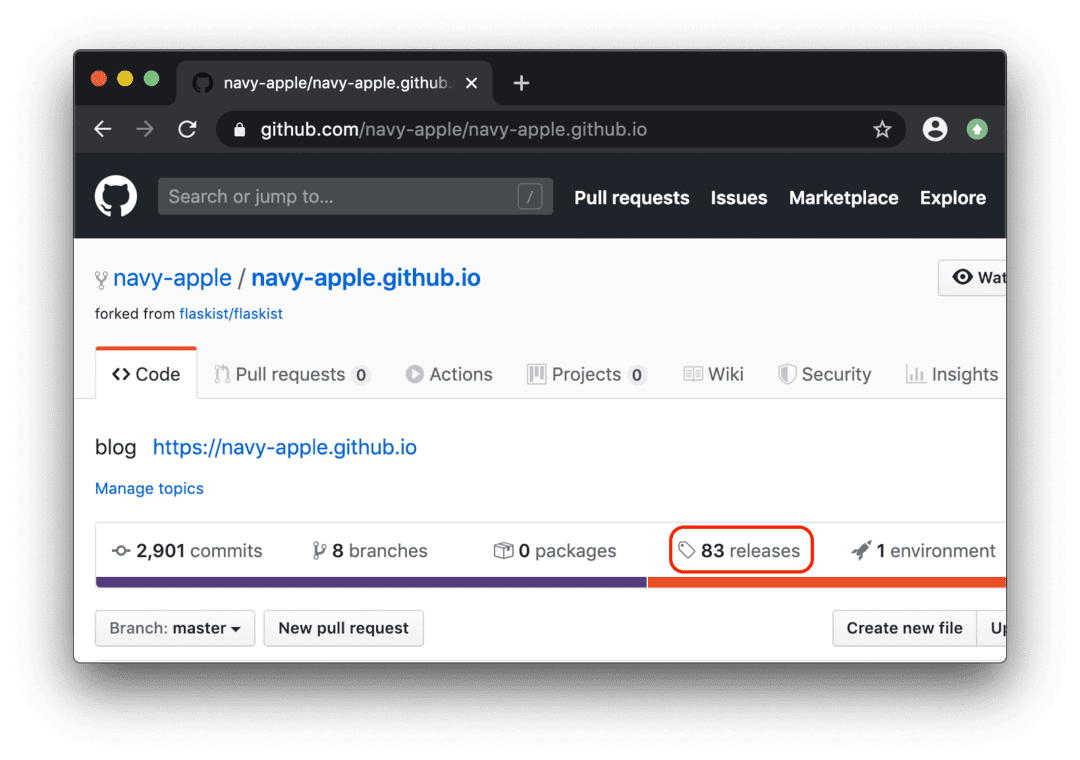 navy-apple/navy-apple.github.
github.com/navy-apple/navy-apple.github.io
Search or jump to... /
Pull requests Issues Marketplace Explore
navy-apple / navy-apple.github.io
Wat
forked from flaskist/flaskist
<> Code Pull requests 0 Actions Projects 0 Wiki Security Insights
blog https://navy-apple.github.io
Manage topics
2,901 commits 8 branches 0 packages 83 releases 1 environment
Branch: master New pull request Create new file Up